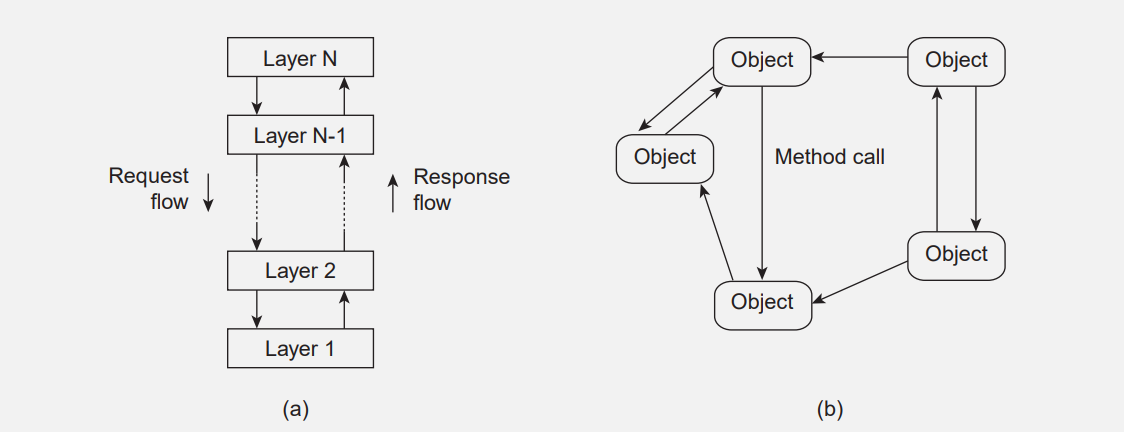 Layer N
Layer N-1
Request
flow
Response
flow
Layer 2
Layer 1
(a)
Object
Object
Object
Method call
Object
Object
(b)